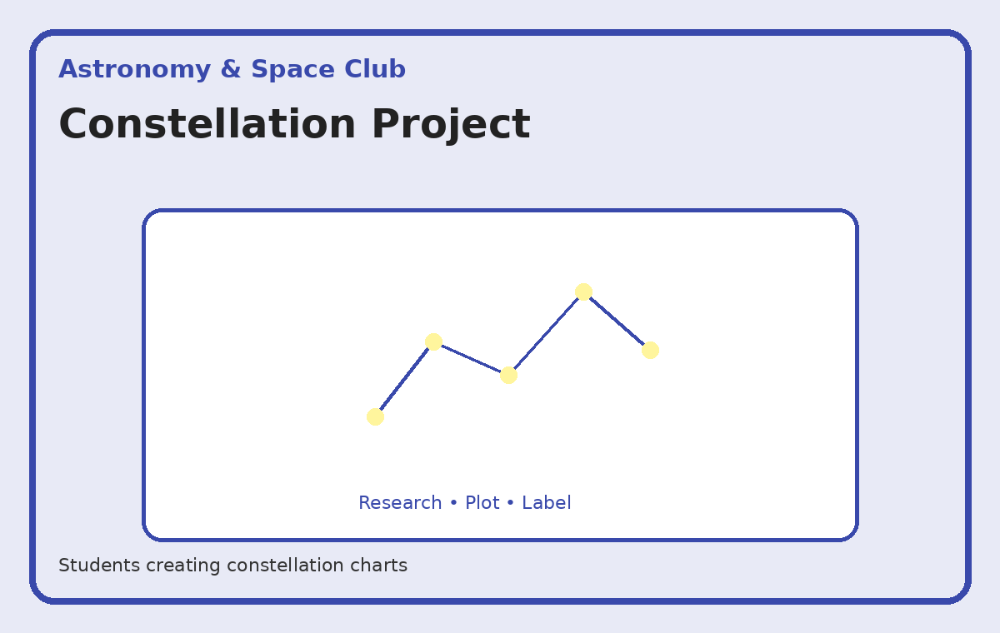 Astronomy & Space Club
Constellation Project
Research • Plot • Label
Students creating constellation charts